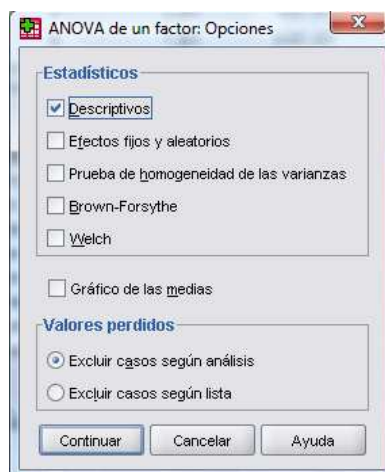 ANOVA de un factor: Opciones
Estadísticos
Descriptivos
Efectos fijos y aleatorios
Prueba de homogeneidad de las varianzas
Brown-Forsythe
Welch
Gráfico de las medias
Valores perdidos
Excluir casos según análisis
Excluir casos según lista
Continuar Cancelar Ayuda